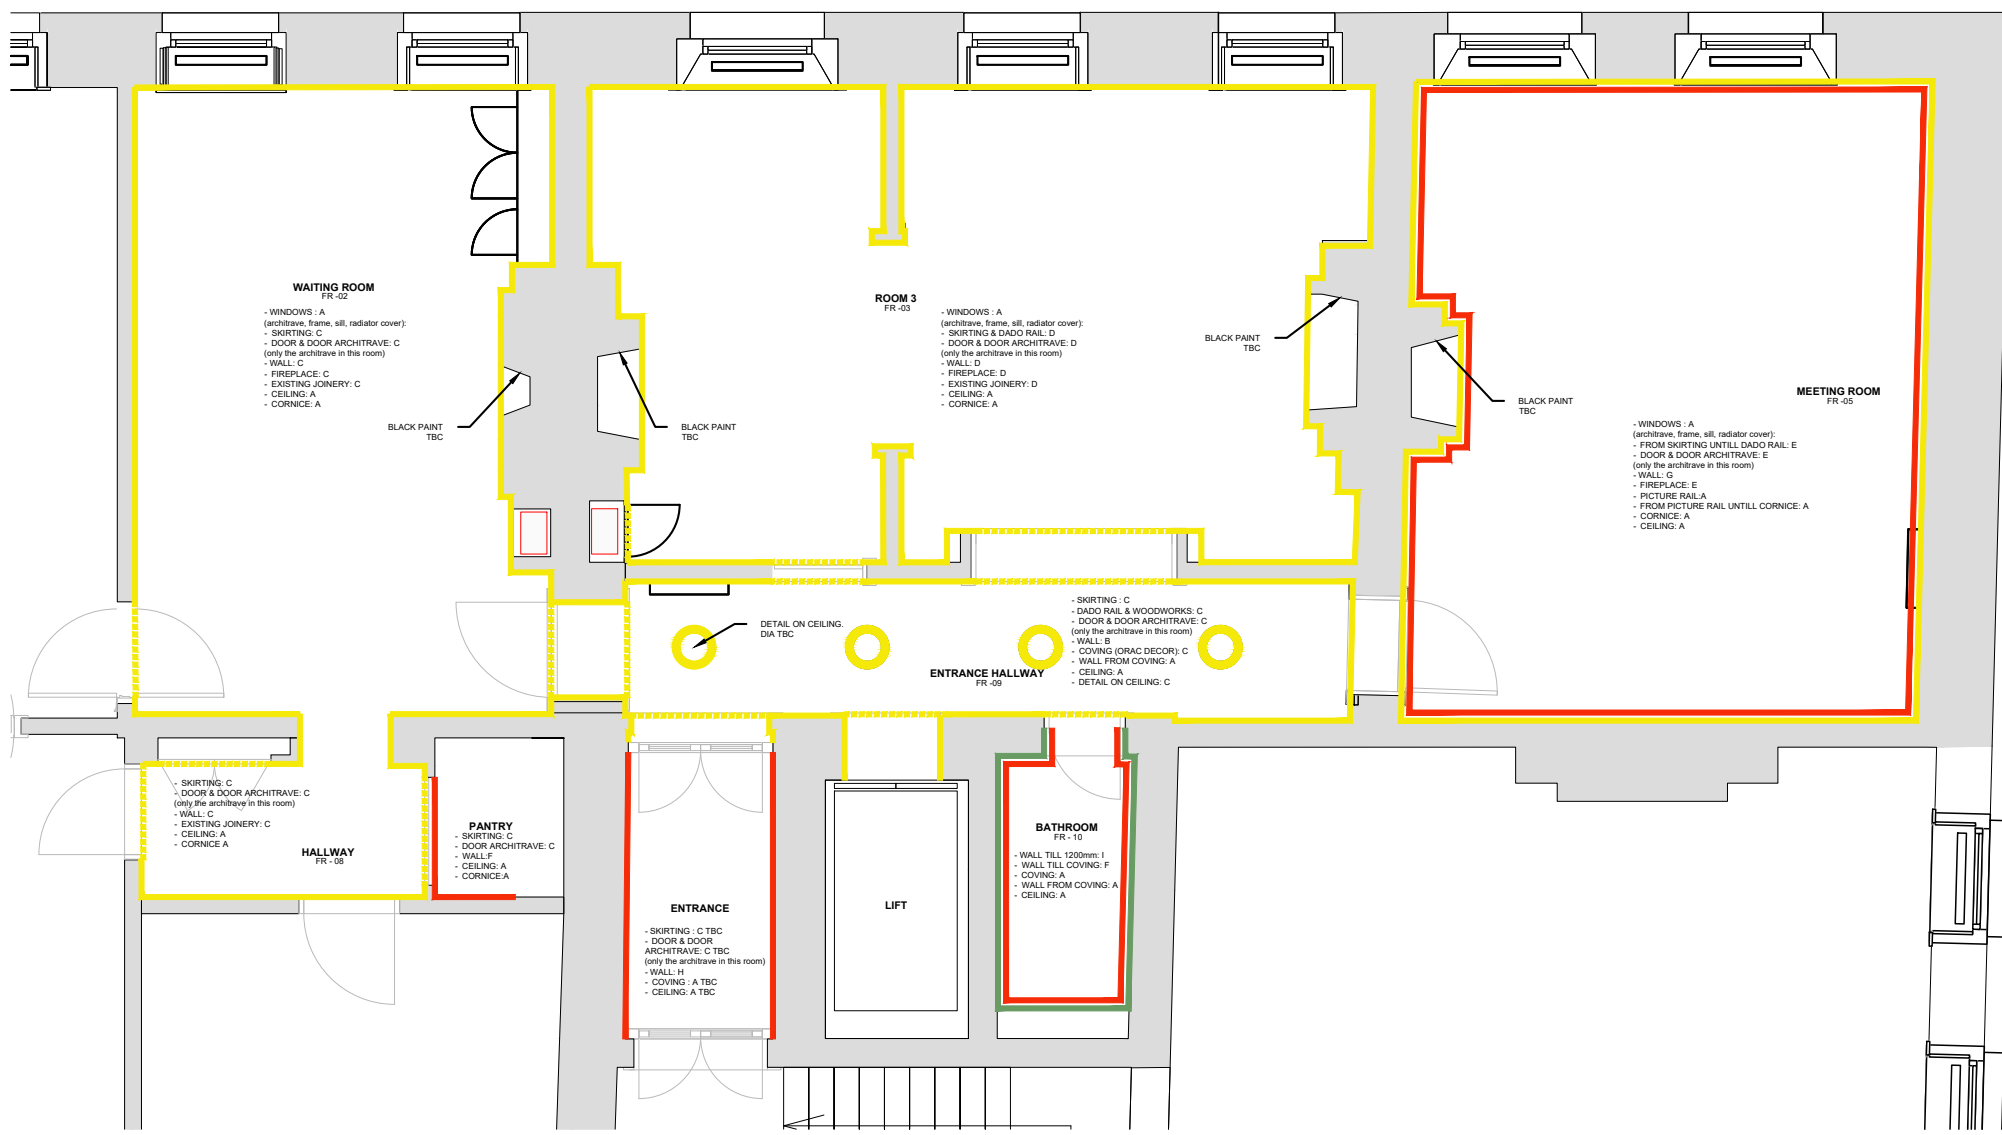 WAITING ROOM
FR -02
- WINDOWS : A
(architrave, frame, sill, radiator cover):
- SKIRTING: C
- DOOR & DOOR ARCHITRAVE: C
(only the architrave in this room)
- WALL: C
- FIREPLACE: C
- EXISTING JOINERY: C
- CEILING: A
- CORNICE: A
BLACK PAINT
TBC
BLACK PAINT
TBC
ROOM 3
FR -03
- WINDOWS : A
(architrave, frame, sill, radiator cover):
- SKIRTING & DADO RAIL: D
- DOOR & DOOR ARCHITRAVE: D
(only the architrave in this room)
- WALL: D
- FIREPLACE: D
- EXISTING JOINERY: D
- CEILING: A
- CORNICE: A
BLACK PAINT
TBC
BLACK PAINT
TBC
MEETING ROOM
FR -05
- WINDOWS : A
(architrave, frame, sill, radiator cover):
- FROM SKIRTING UNTILL DADO RAIL: E
- DOOR & DOOR ARCHITRAVE: E
(only the architrave in this room)
- WALL: G
- FIREPLACE: E
- PICTURE RAIL:A
- FROM PICTURE RAIL UNTILL CORNICE: A
- CORNICE: A
- CEILING: A
DETAIL ON CEILING.
DIA TBC
ENTRANCE HALLWAY
FR -09
- SKIRTING : C
- DADO RAIL & WOODWORKS: C
- DOOR & DOOR ARCHITRAVE: C
(only the architrave in this room)
- WALL: B
- COVING (ORAC DECOR): C
- WALL FROM COVING: A
- CEILING: A
- DETAIL ON CEILING: C
- SKIRTING: C
- DOOR & DOOR ARCHITRAVE: C
(only the architrave in this room)
- WALL: C
- EXISTING JOINERY: C
- CEILING: A
- CORNICE A
HALLWAY
FR - 08
PANTRY
- SKIRTING: C
- DOOR ARCHITRAVE: C
- WALL:F
- CEILING: A
- CORNICE:A
ENTRANCE
- SKIRTING : C TBC
- DOOR & DOOR
ARCHITRAVE: C TBC
(only the architrave in this room)
- WALL: H
- COVING : A TBC
- CEILING: A TBC
LIFT
BATHROOM
FR - 10
- WALL TILL 1200mm: I
- WALL TILL COVING: F
- COVING: A
- WALL FROM COVING: A
- CEILING: A